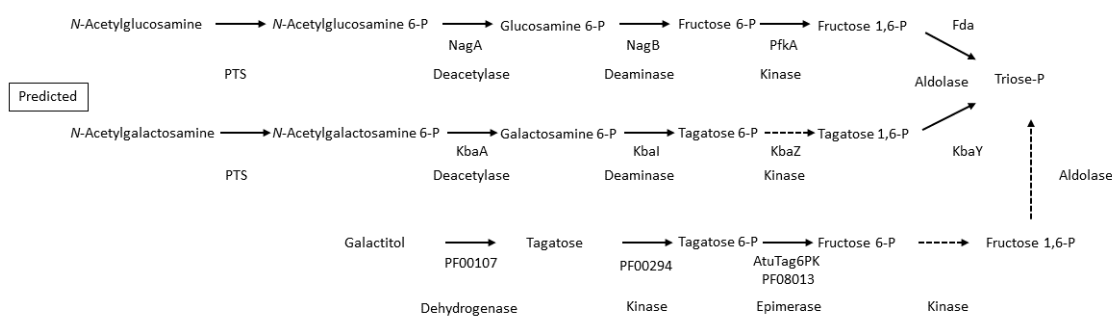 N-Acetylglucosamine N-Acetylglucosamine 6-P Glucosamine 6-P Fructose 6-P Fructose 1,6-P Fda
NagA NagB PfkA
PTS Deacetylase Deaminase Kinase Aldolase Triose-P
Predicted
N-Acetylgalactosamine N-Acetylgalactosamine 6-P Galactosamine 6-P Tagatose 6-P Tagatose 1,6-P
KbaA KbaI KbaZ KbaY
PTS Deacetylase Deaminase Kinase Aldolase
Galactitol Tagatose Tagatose 6-P Fructose 6-P Fructose 1,6-P
PF00107 PF00294 AtuTag6PK
PF08013
Dehydrogenase Kinase Epimerase Kinase